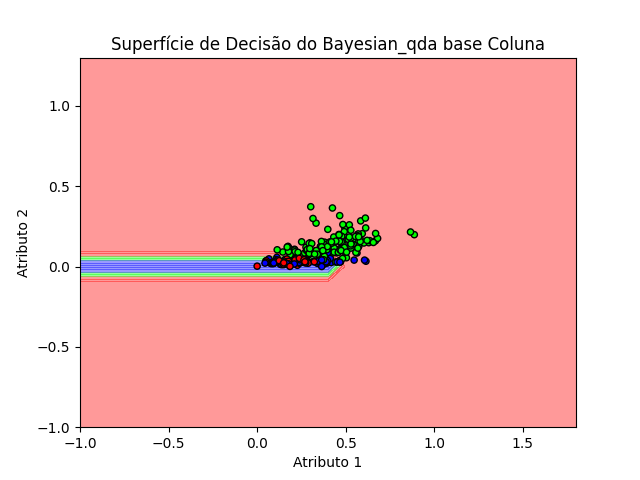 Superfície de Decisão do Bayesian_qda base Coluna
1.0
0.5
0.0
−0.5
−1.0
Atributo 2
−1.0 −0.5 0.0 0.5 1.0 1.5
Atributo 1